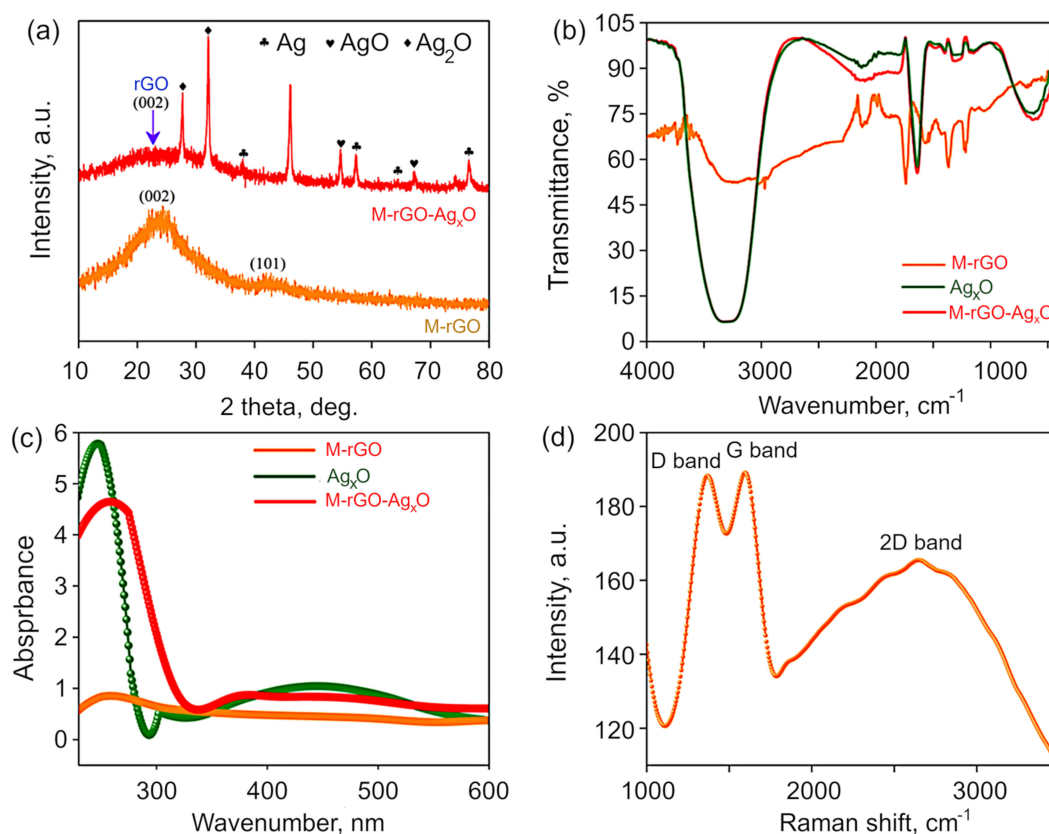 (a)
♣ Ag ♥ AgO ♦ Ag₂O
rGO
(002)
M-rGO-AgₓO
(002)
(101)
M-rGO
Intensity, a.u.
10 20 30 40 50 60 70 80
2 theta, deg.
(b)
Transmittance, %
105
90
75
60
45
30
15
0
M-rGO
AgₓO
M-rGO-AgₓO
4000 3000 2000 1000
Wavenumber, cm⁻¹
(c)
Absprbance
6
5
4
3
2
1
0
M-rGO
AgₓO
M-rGO-AgₓO
300 400 500 600
Wavenumber, nm
(d)
Intensity, a.u.
200
180
160
140
120
D band
G band
2D band
1000 1500 2000 2500 3000
Raman shift, cm⁻¹